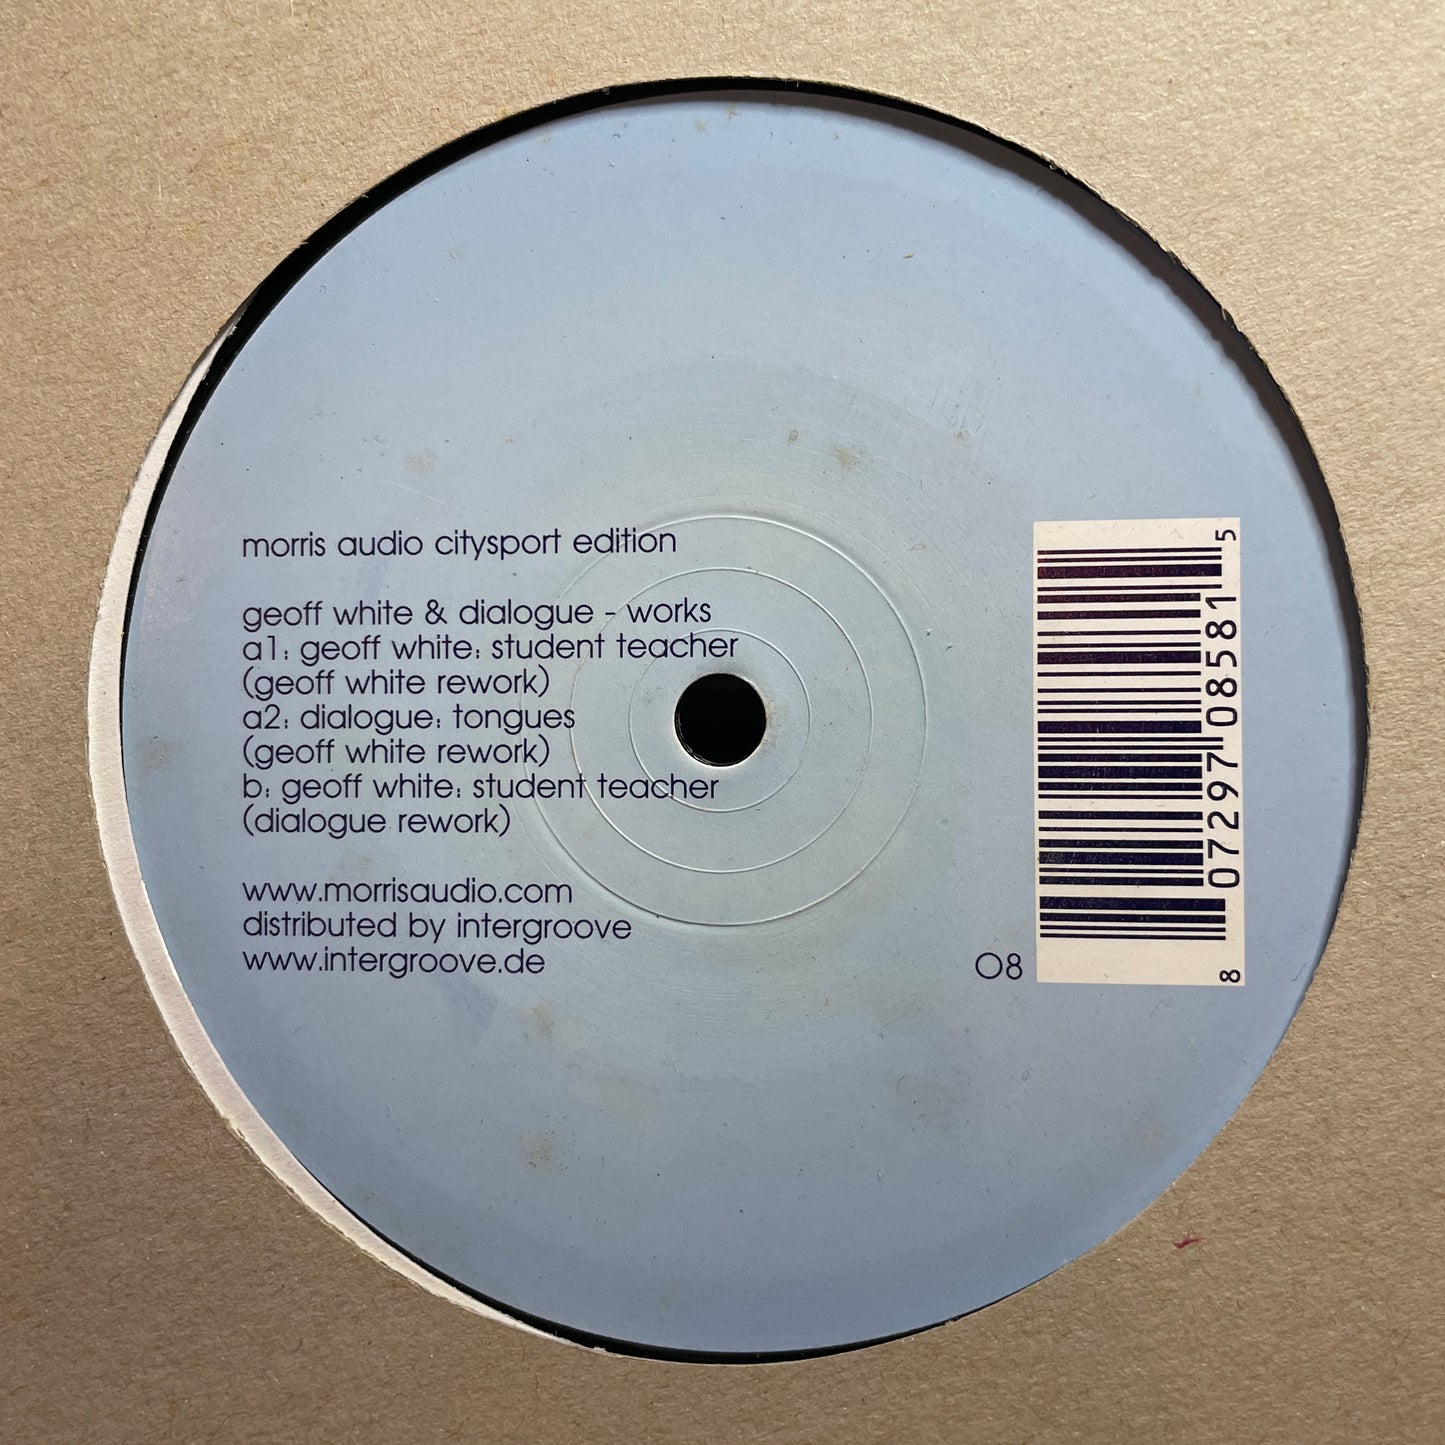 morris audio citysport edition
geoff white & dialogue - works
a1: geoff white: student teacher
(geoff white rework)
a2: dialogue: tongues
(geoff white rework)
b: geoff white: student teacher
(dialogue rework)
www.morrisaudio.com
distributed by intergroove
www.intergroove.de
08
8 07297 08581 5